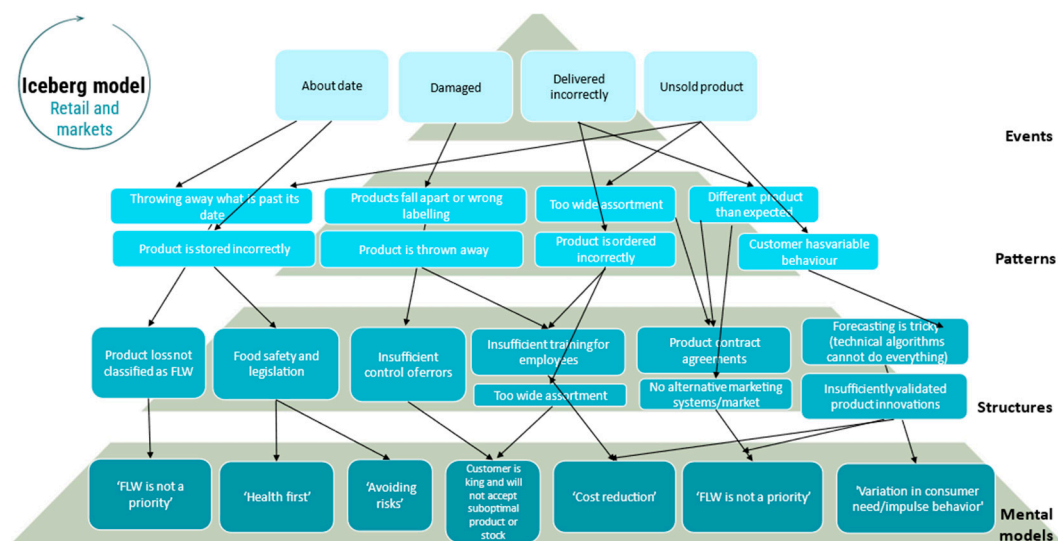 Iceberg model
Retail and
markets
About date
Damaged
Delivered
incorrectly
Unsold product
Events
Throwing away what is past its
date
Products fall apart or wrong
labelling
Too wide assortment
Different product
than expected
Product is stored incorrectly
Product is thrown away
Product is ordered
incorrectly
Customer hasvariable
behaviour
Patterns
Product loss not
classified as FLW
Food safety and
legislation
Insufficient
control of errors
Insufficient training for
employees
Product contract
agreements
Forecasting is tricky
(technical algorithms
cannot do everything)
Too wide assortment
No alternative marketing
systems/market
Insufficiently validated
product innovations
Structures
'FLW is not a
priority'
'Health first'
'Avoiding
risks'
Customer is
king and will not
accept
suboptimal
product or
stock
'Cost reduction'
'FLW is not a priority'
'Variation in consumer
need/impulse behavior'
Mental
models